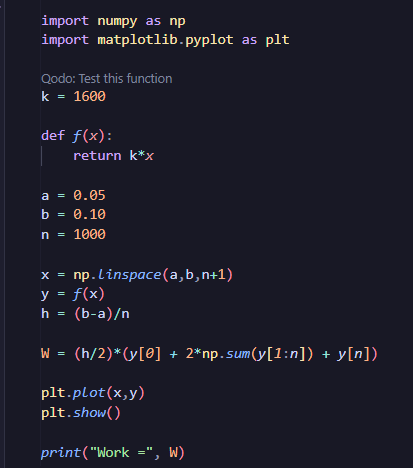 import numpy as np
import matplotlib.pyplot as plt
Qodo: Test this function
k = 1600
def f(x):
    return k*x
a = 0.05
b = 0.10
n = 1000
x = np.linspace(a,b,n+1)
y = f(x)
h = (b-a)/n
W = (h/2)*(y[0] + 2*np.sum(y[1:n]) + y[n])
plt.plot(x,y)
plt.show()
print("Work =", W)